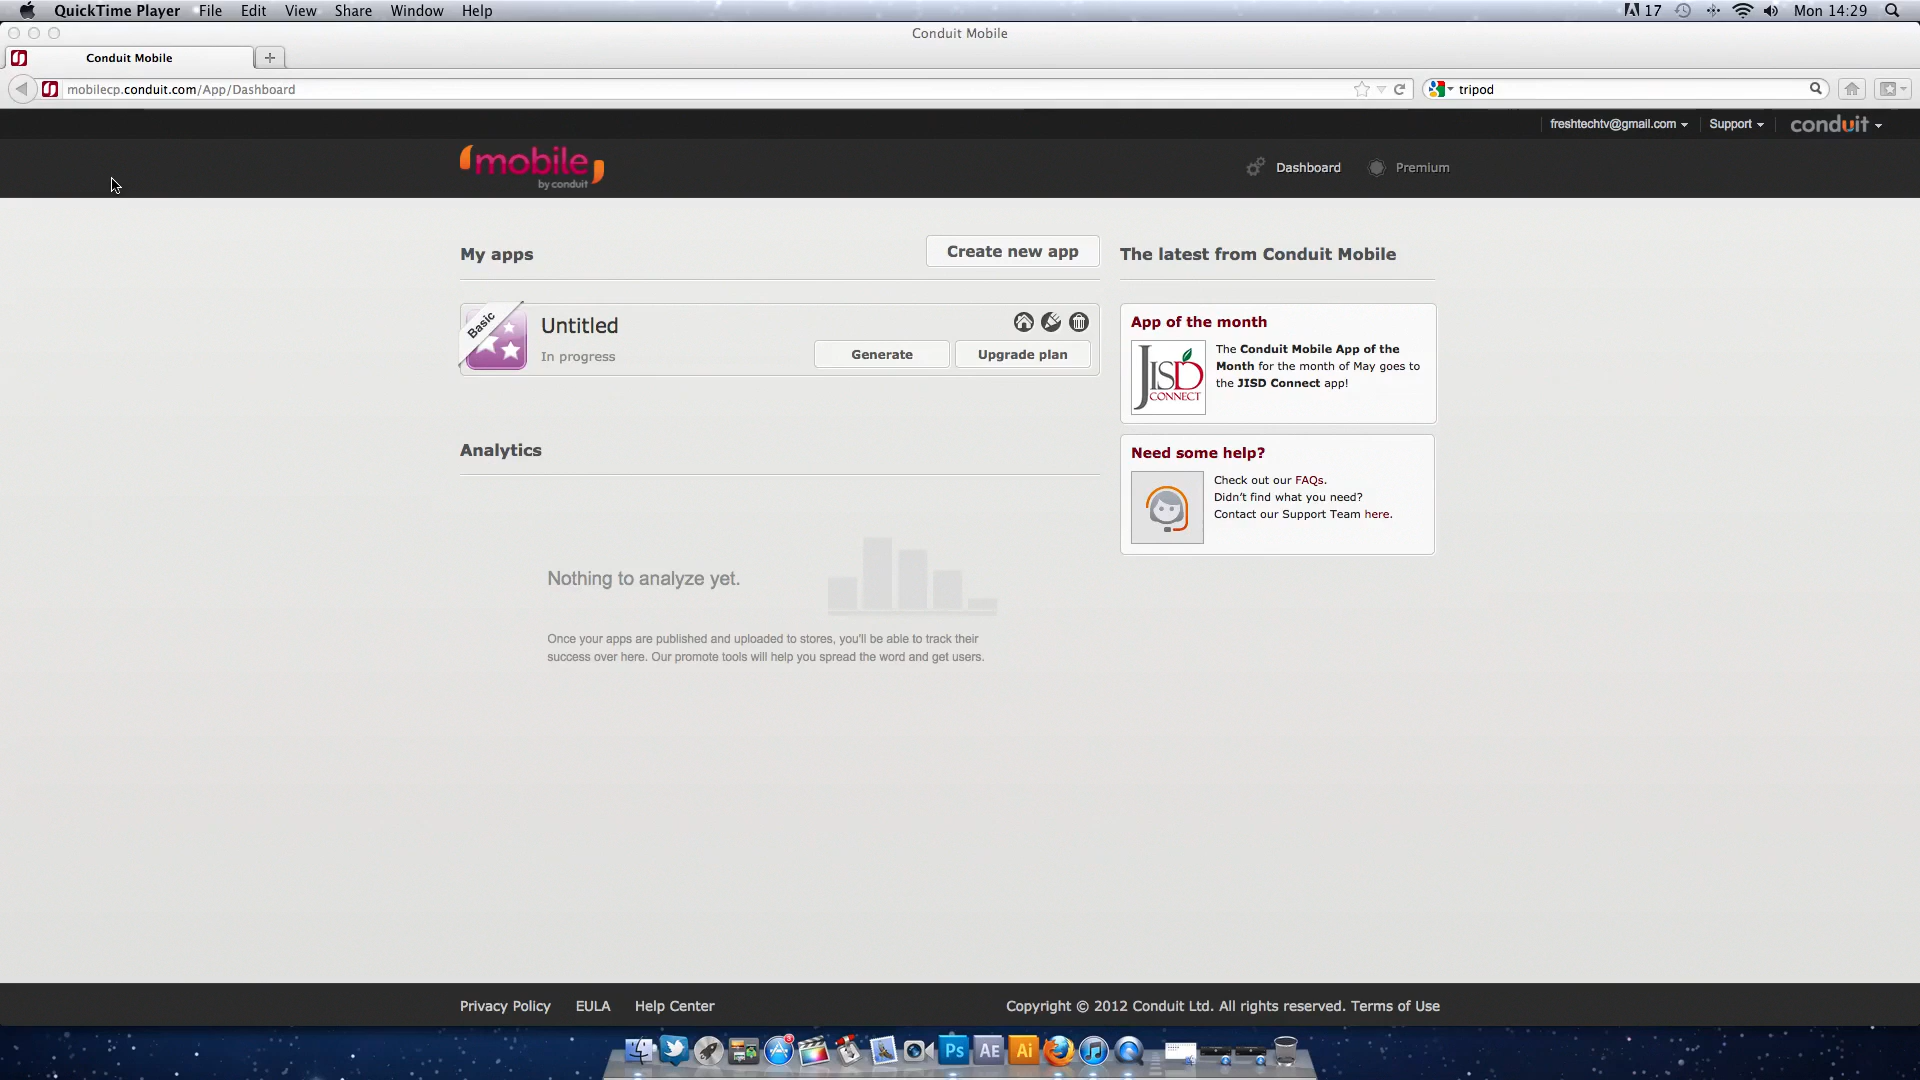 QuickTime Player File Edit View Share Window Help 17 Mon 14:29
Conduit Mobile
Conduit Mobile
mobilecp.conduit.com/App/Dashboard tripod
freshtechtv@gmail.com Support conduit
mobile
by conduit
Dashboard Premium
My apps Create new app
Basic
Untitled
In progress
Generate Upgrade plan
Analytics
Nothing to analyze yet.
Once your apps are published and uploaded to stores, you'll be able to track their
success over here. Our promote tools will help you spread the word and get users.
The latest from Conduit Mobile
App of the month
JISD
CONNECT
The Conduit Mobile App of the
Month for the month of May goes to
the JISD Connect app!
Need some help?
Check out our FAQs.
Didn't find what you need?
Contact our Support Team here.
Privacy Policy EULA Help Center Copyright © 2012 Conduit Ltd. All rights reserved. Terms of Use
Ps AE Ai